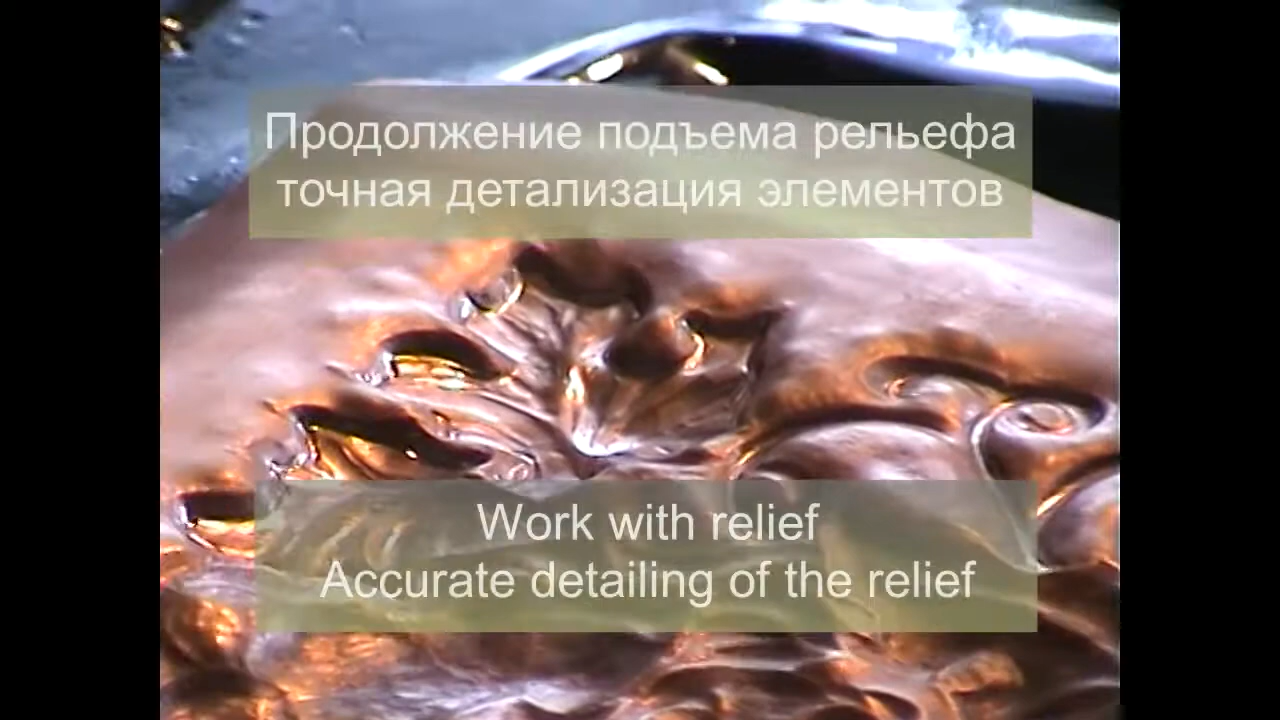 Продолжение подъема рельефа
точная детализация элементов
Work with relief
Accurate detailing of the relief